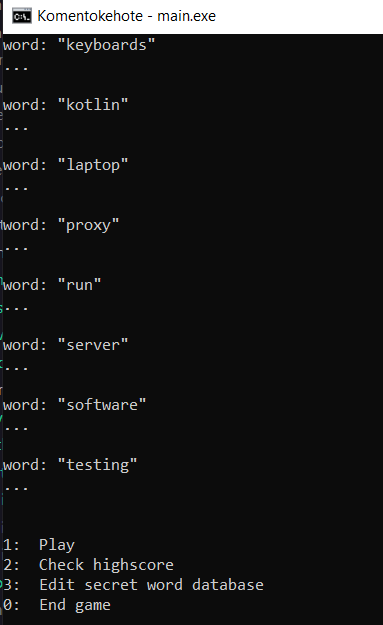 Komentokehote - main.exe
word: "keyboards"
...
word: "kotlin"
...
word: "laptop"
...
word: "proxy"
...
word: "run"
...
word: "server"
...
word: "software"
...
word: "testing"
...
1:  Play
2:  Check highscore
3:  Edit secret word database
0:  End game